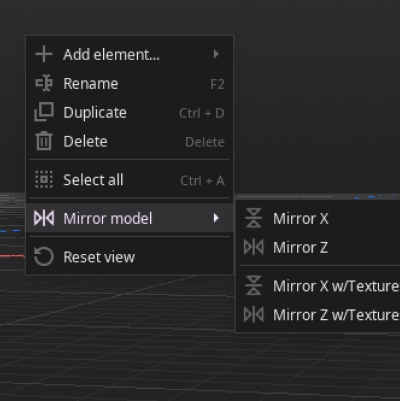 Add element...
Rename F2
Duplicate Ctrl + D
Delete Delete
Select all Ctrl + A
Mirror model
Mirror X
Mirror Z
Reset view
Mirror X w/Texture
Mirror Z w/Texture